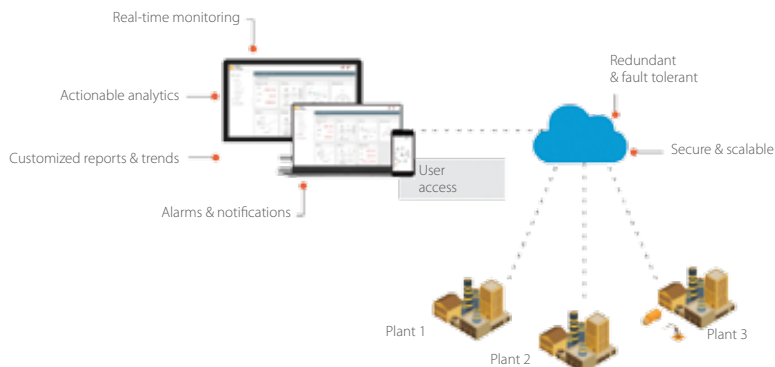 Real-time monitoring
Redundant
& fault tolerant
Actionable analytics
Customized reports & trends
Secure & scalable
User
access
Alarms & notifications
Plant 1
Plant 2
Plant 3